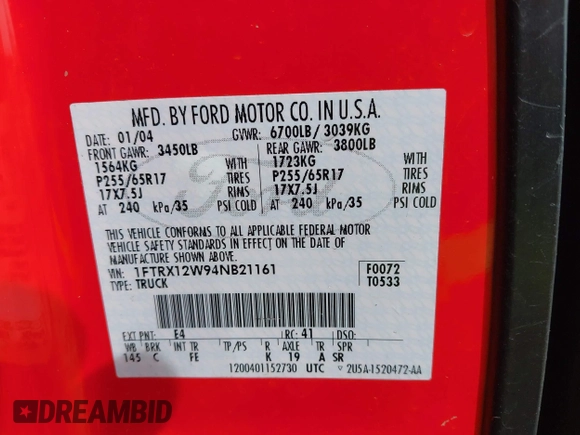 MFD. BY FORD MOTOR CO. IN U.S.A.
DATE: 01/04 GVWR: 6700LB/ 3039KG
FRONT GAWR: 3450LB REAR GAWR: 3800LB
1564KG WITH 1723KG WITH
P255/65R17 TIRES P255/65R17 TIRES
17X7.5J RIMS 17X7.5J RIMS
AT 240 kPa/35 PSI COLD AT 240 kPa/35 PSI COLD
THIS VEHICLE CONFORMS TO ALL APPLICABLE FEDERAL MOTOR
VEHICLE SAFETY STANDARDS IN EFFECT ON THE DATE OF
MANUFACTURE SHOWN ABOVE.
VIN: 1FTRX12W94NB21161 F0072
TYPE: TRUCK T0533
EXT PNT: E4 RC: 41 DSO:
WB BRK INT TR TP/PS R AXLE TR SPR
145 C FE K 19 A SR
1200401152730 UTC ▽ 2U5A-1520472-AA
Ford
DREAMBID